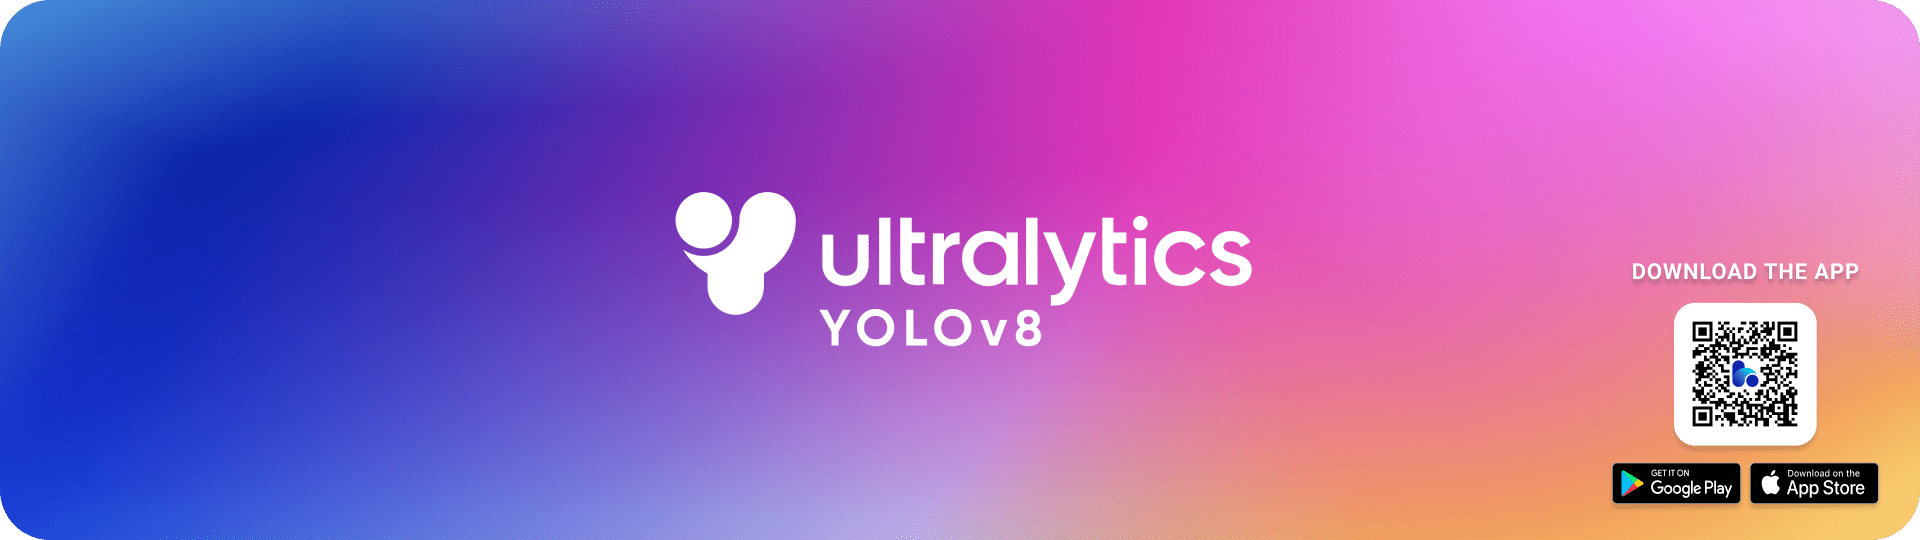 ultralytics
YOLOv8
DOWNLOAD THE APP
GET IT ON
Google Play
Download on the
App Store